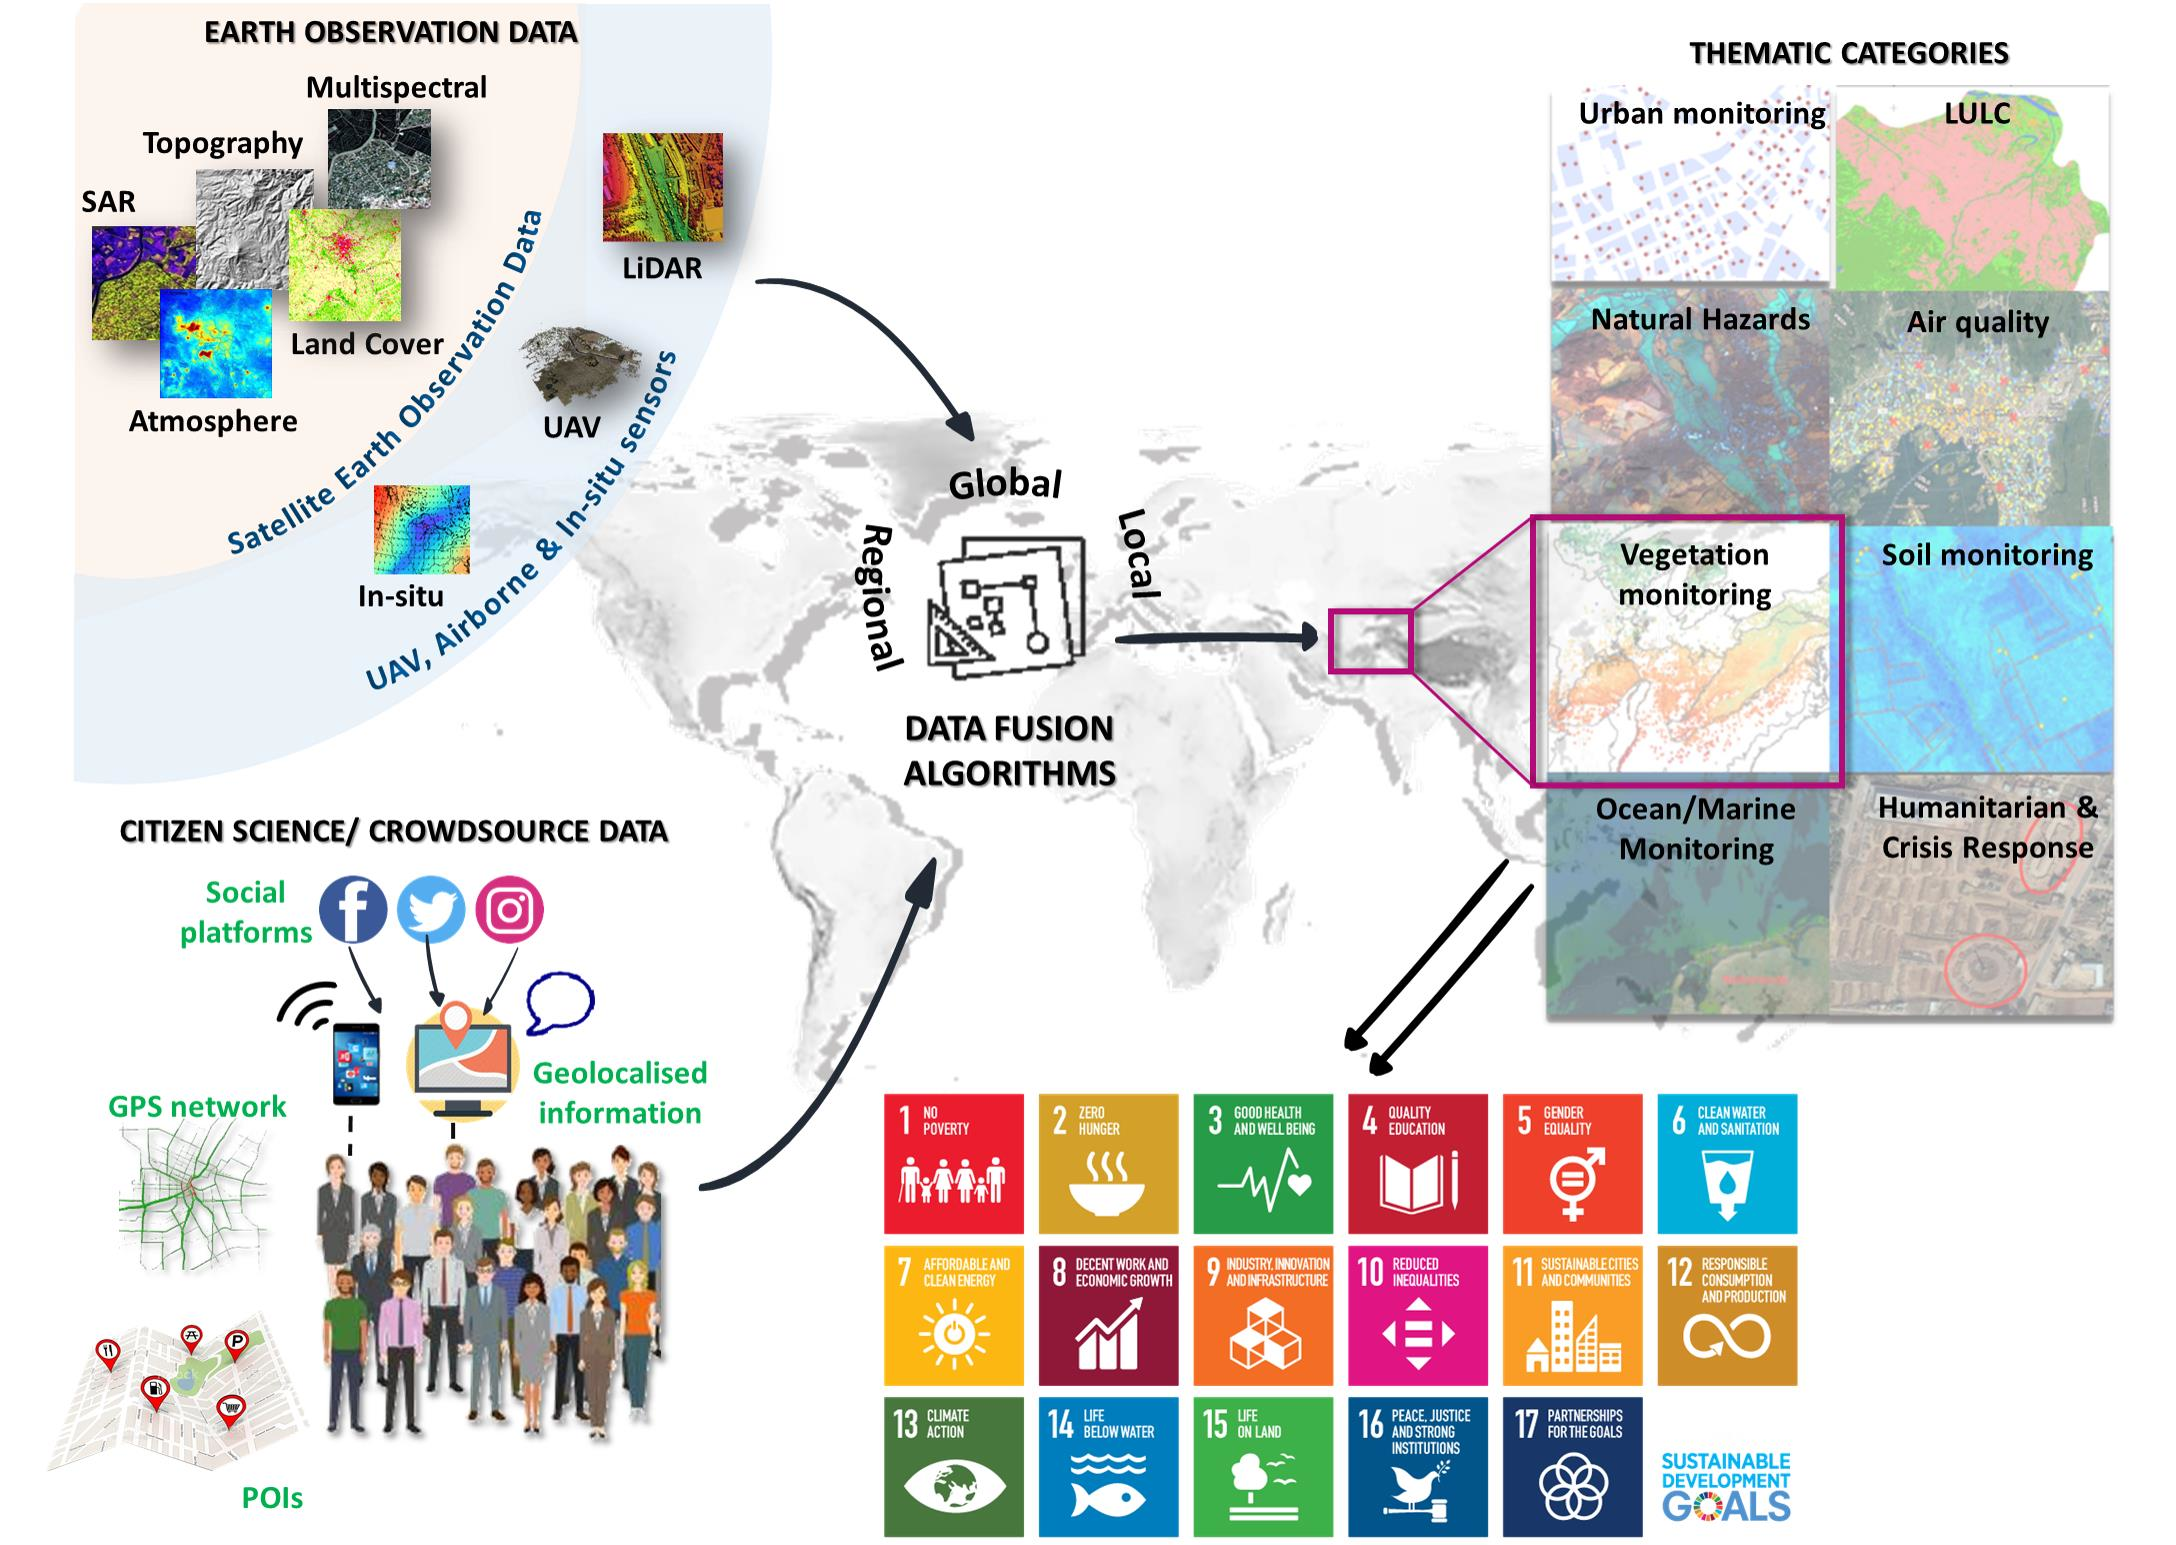 EARTH OBSERVATION DATA
Multispectral
Topography
SAR
Land Cover
Atmosphere
LiDAR
UAV
In-situ
Satellite Earth Observation Data
UAV, Airborne & In-situ sensors
THEMATIC CATEGORIES
Urban monitoring
LULC
Natural Hazards
Air quality
Vegetation
monitoring
Soil monitoring
Ocean/Marine
Monitoring
Humanitarian &
Crisis Response
Global
Regional
Local
DATA FUSION
ALGORITHMS
CITIZEN SCIENCE/ CROWDSOURCE DATA
Social
platforms
Geolocalised
information
GPS network
P
POIs
1 NO
POVERTY
2 ZERO
HUNGER
3 GOOD HEALTH
AND WELL BEING
4 QUALITY
EDUCATION
5 GENDER
EQUALITY
6 CLEAN WATER
AND SANITATION
7 AFFORDABLE AND
CLEAN ENERGY
8 DECENT WORK AND
ECONOMIC GROWTH
9 INDUSTRY, INNOVATION
AND INFRASTRUCTURE
10 REDUCED
INEQUALITIES
11 SUSTAINABLE CITIES
AND COMMUNITIES
12 RESPONSIBLE
CONSUMPTION
AND PRODUCTION
13 CLIMATE
ACTION
14 LIFE
BELOW WATER
15 LIFE
ON LAND
16 PEACE, JUSTICE
AND STRONG
INSTITUTIONS
17 PARTNERSHIPS
FOR THE GOALS
SUSTAINABLE
DEVELOPMENT
GOALS